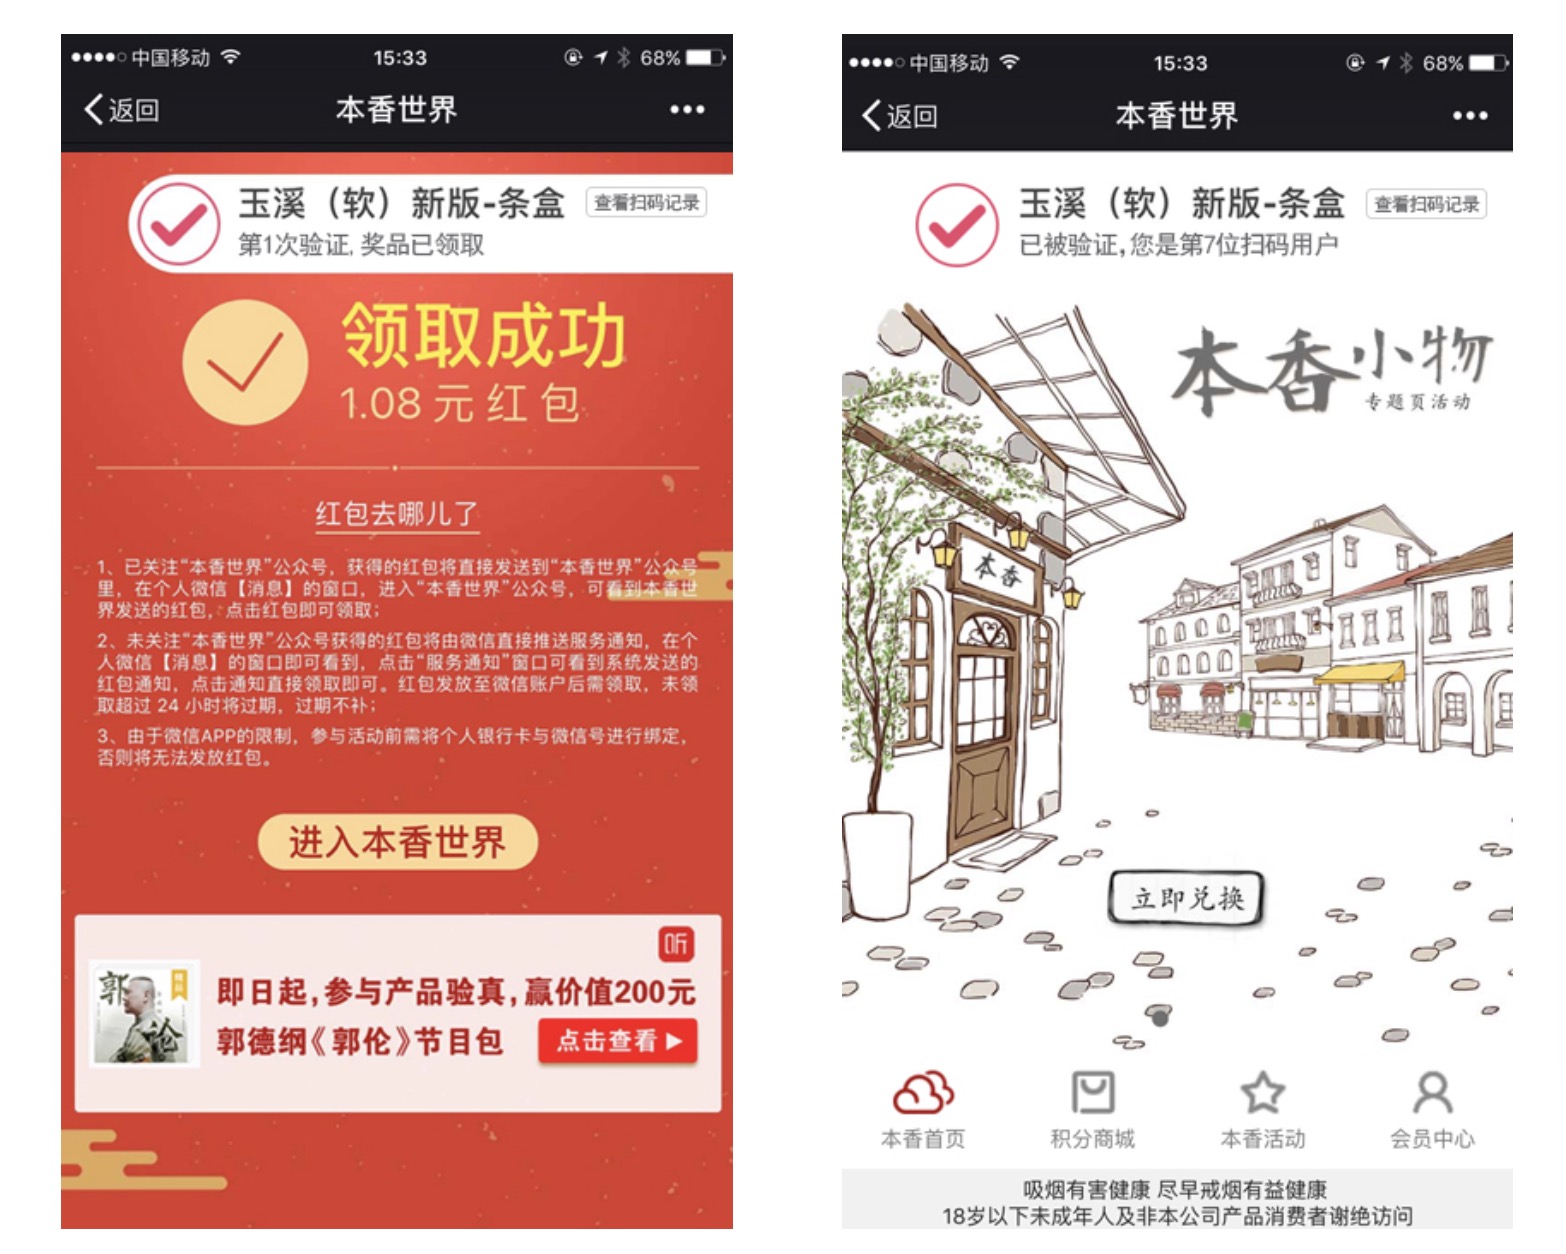 中国移动 15:33 68%
返回 本香世界
玉溪（软）新版-条盒 查看扫码记录
第1次验证, 奖品已领取
领取成功
1.08 元 红 包
红包去哪儿了
1、已关注“本香世界”公众号，获得的红包将直接发送到“本香世界”公众号
里，在个人微信【消息】的窗口，进入“本香世界”公众号，可看到本香世
界发送的红包，点击红包即可领取；
2、未关注“本香世界”公众号获得的红包将由微信直接推送服务通知，在个
人微信【消息】的窗口即可看到，点击“服务通知”窗口可看到系统发送的
红包通知，点击通知直接领取即可。红包发放至微信账户后需领取，未领
取超过 24 小时将过期，过期不补；
3、由于微信APP的限制，参与活动前需将个人银行卡与微信号进行绑定，
否则将无法发放红包。
进入本香世界
听
郭
论
即日起,参与产品验真,赢价值200元
郭德纲《郭伦》节目包 点击查看
中国移动 15:33 68%
返回 本香世界
玉溪（软）新版-条盒 查看扫码记录
已被验证,您是第7位扫码用户
本香小物
专题页活动
本香
立即兑换
本香首页 积分商城 本香活动 会员中心
吸烟有害健康 尽早戒烟有益健康
18岁以下未成年人及非本公司产品消费者谢绝访问